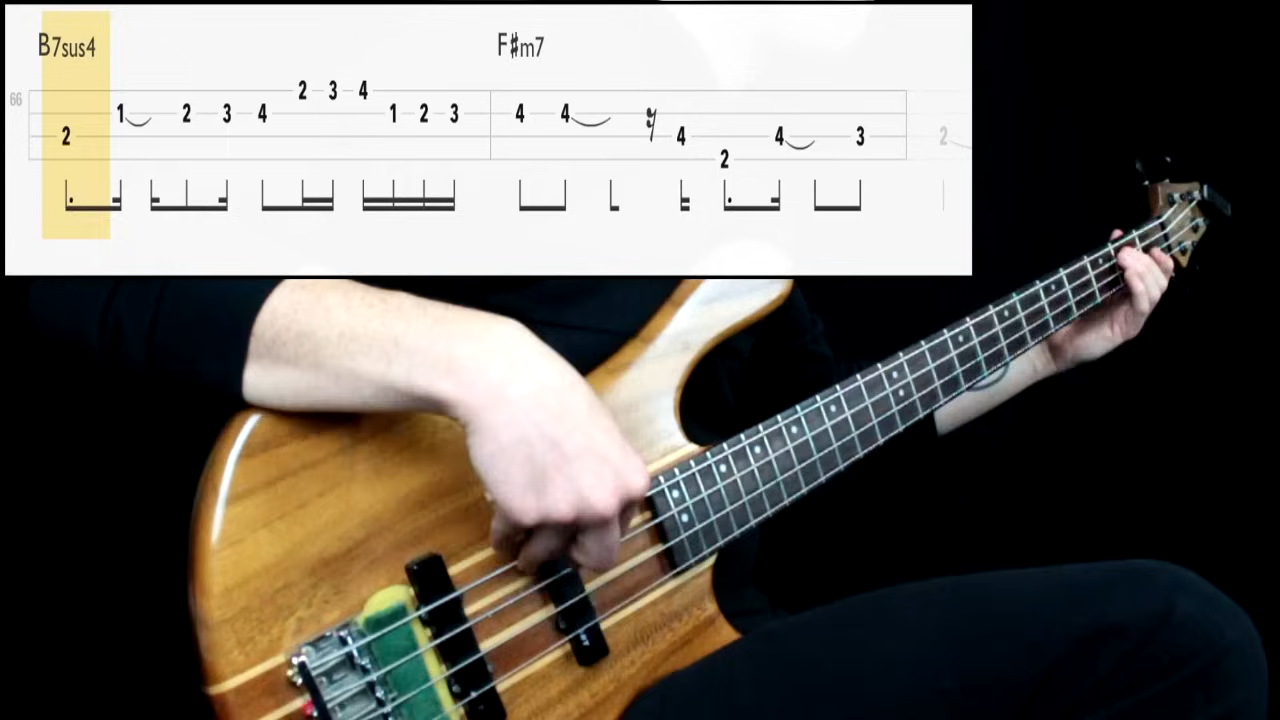 B7sus4 F♯m7
66
2 3 4
1 2 3 4 1 2 3 4 4
2 4 4 3 2
2